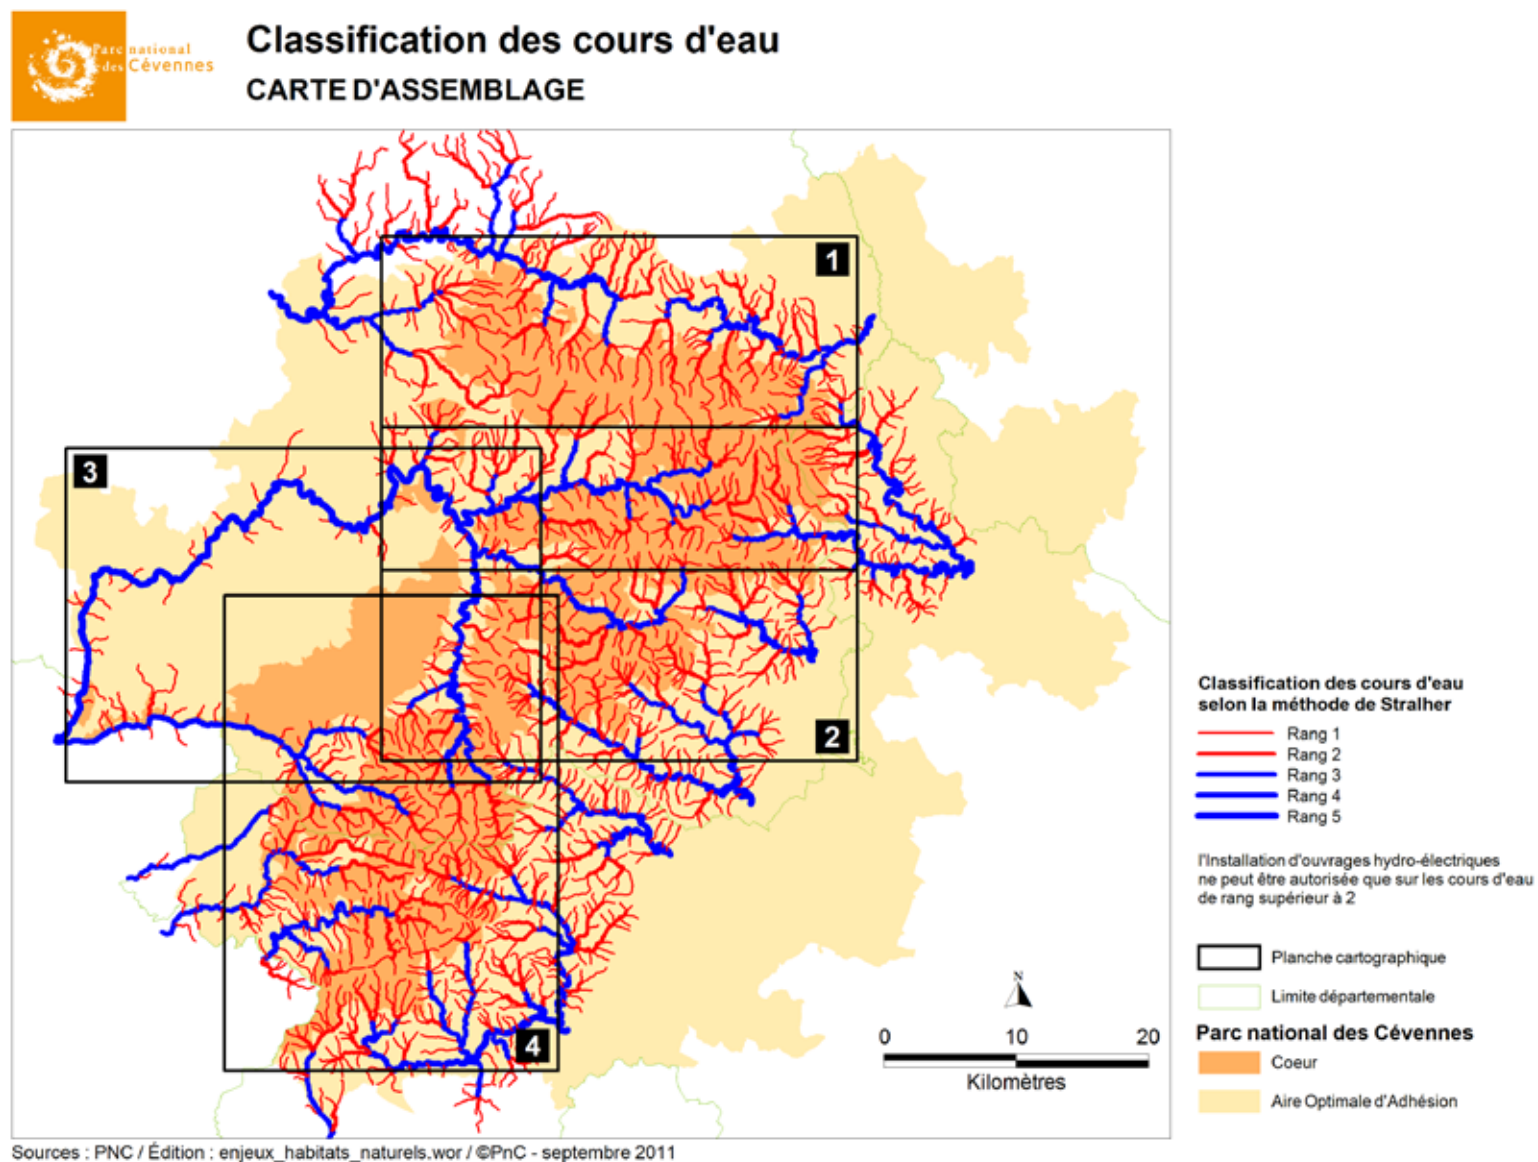 Parc national
des Cévennes
Classification des cours d'eau
CARTE D'ASSEMBLAGE
1
3
2
4
N
0 10 20
Kilomètres
Classification des cours d'eau
selon la méthode de Stralher
Rang 1
Rang 2
Rang 3
Rang 4
Rang 5
l'Installation d'ouvrages hydro-électriques
ne peut être autorisée que sur les cours d'eau
de rang supérieur à 2
Planche cartographique
Limite départementale
Parc national des Cévennes
Coeur
Aire Optimale d'Adhésion
Sources : PNC / Édition : enjeux_habitats_naturels.wor / ©PnC - septembre 2011